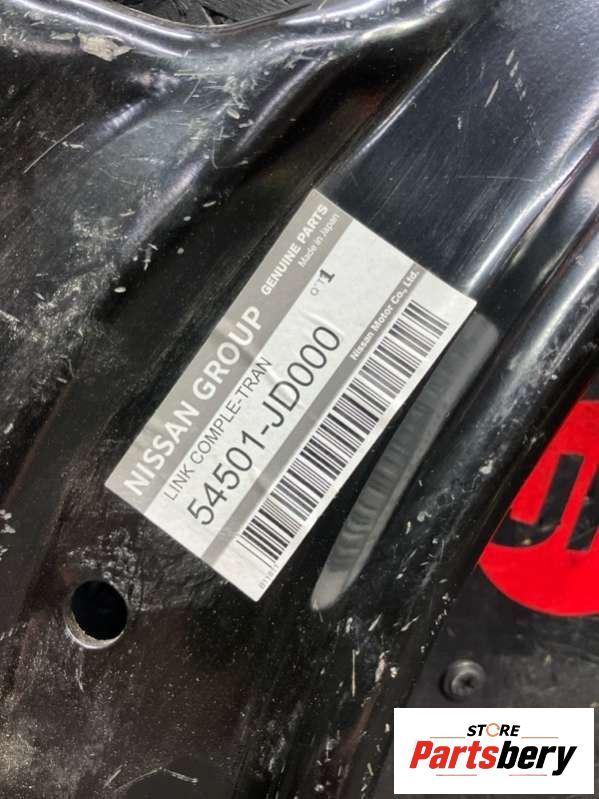 NISSAN GROUP
GENUINE PARTS
Made in Japan
LINK COMPLE-TRAN
Q'TY 1
54501-JD000
Nissan Motor Co., Ltd.
STORE
Partsbery